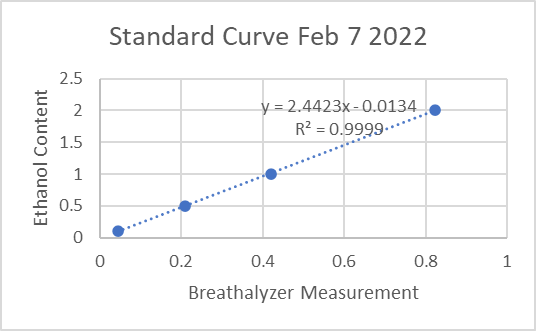 Standard Curve Feb 7 2022
2.5
y = 2.4423x - 0.0134
2
R² = 0.9999
1.5
1
0.5
0
Ethanol Content
0 0.2 0.4 0.6 0.8 1
Breathalyzer Measurement